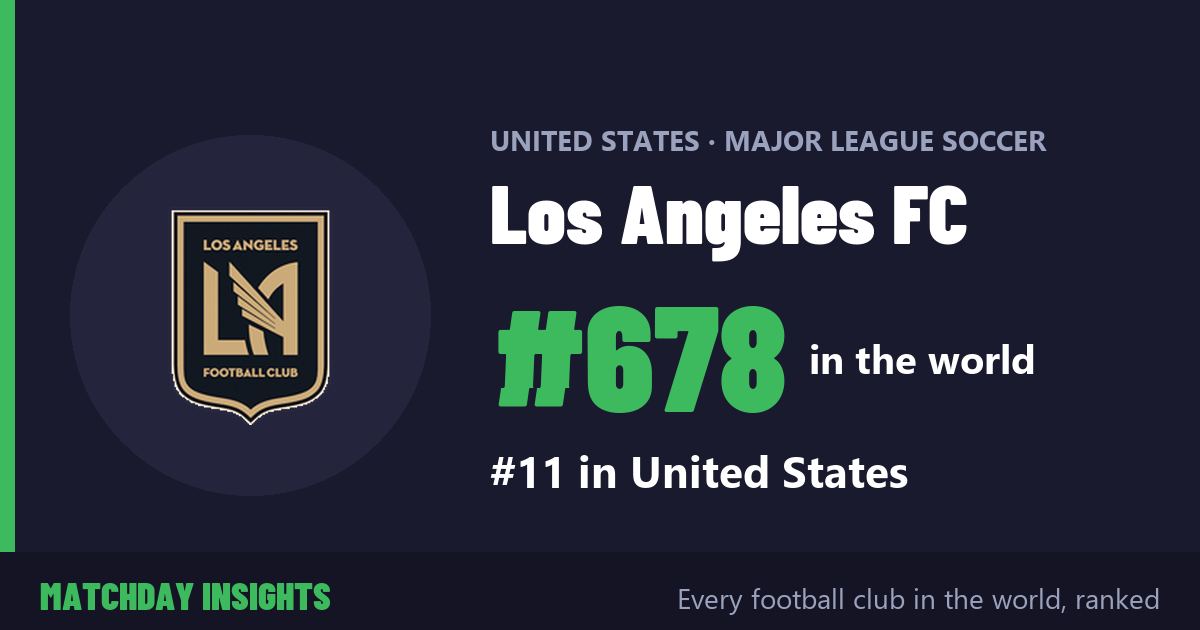 UNITED STATES · MAJOR LEAGUE SOCCER
Los Angeles FC
#678 in the world
#11 in United States
LOS ANGELES
LA
FOOTBALL CLUB
MATCHDAY INSIGHTS
Every football club in the world, ranked